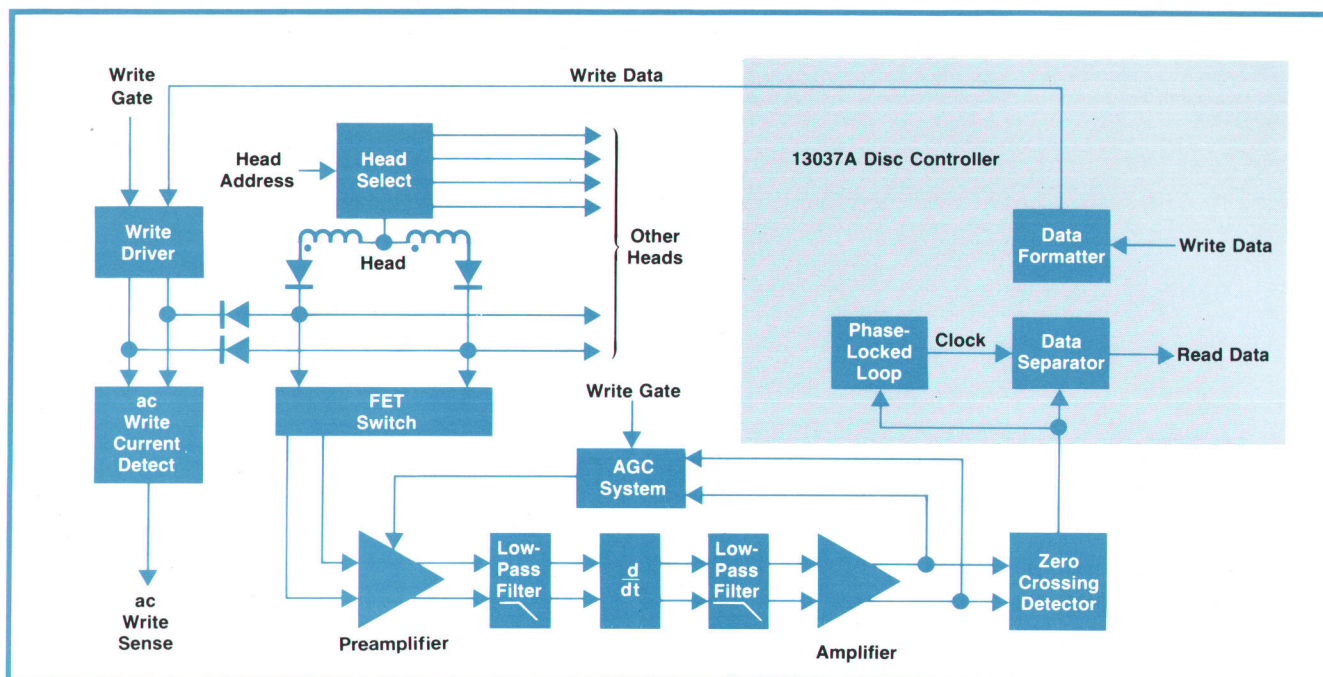 Write
Gate
Write Data
13037A Disc Controller
Head
Address
Head
Select
Write
Driver
Head
Other
Heads
Data
Formatter
Write Data
Phase-
Locked
Loop
Clock
Data
Separator
Read Data
ac
Write
Current
Detect
FET
Switch
Write Gate
AGC
System
ac
Write
Sense
Preamplifier
Low-
Pass
Filter
d
dt
Low-
Pass
Filter
Amplifier
Zero
Crossing
Detector